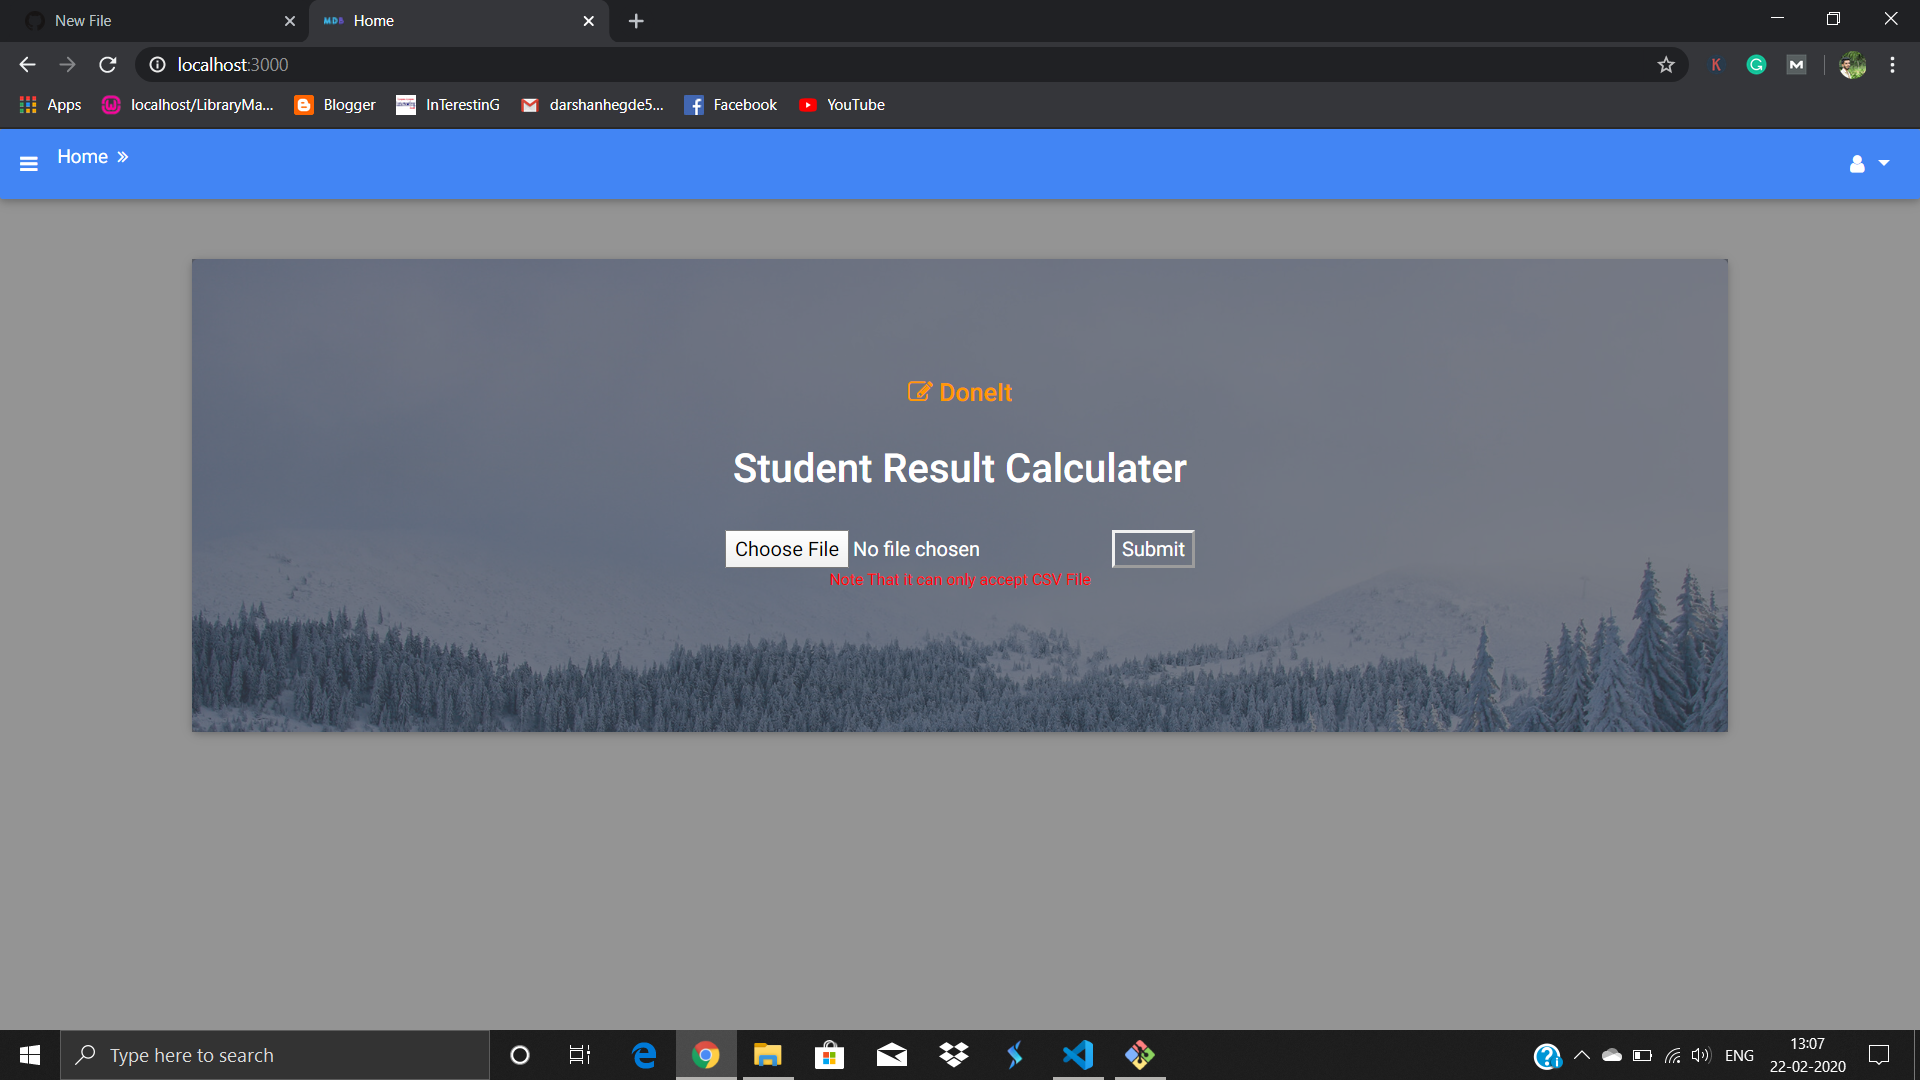 New File
MDB Home
localhost:3000
K G M
Apps localhost/LibraryMa... Blogger InTerestinG darshanhegde5... Facebook YouTube
Home »
DoneIt
Student Result Calculater
Choose File No file chosen Submit
Note That it can only accept CSV File
Type here to search
ENG
13:07
22-02-2020